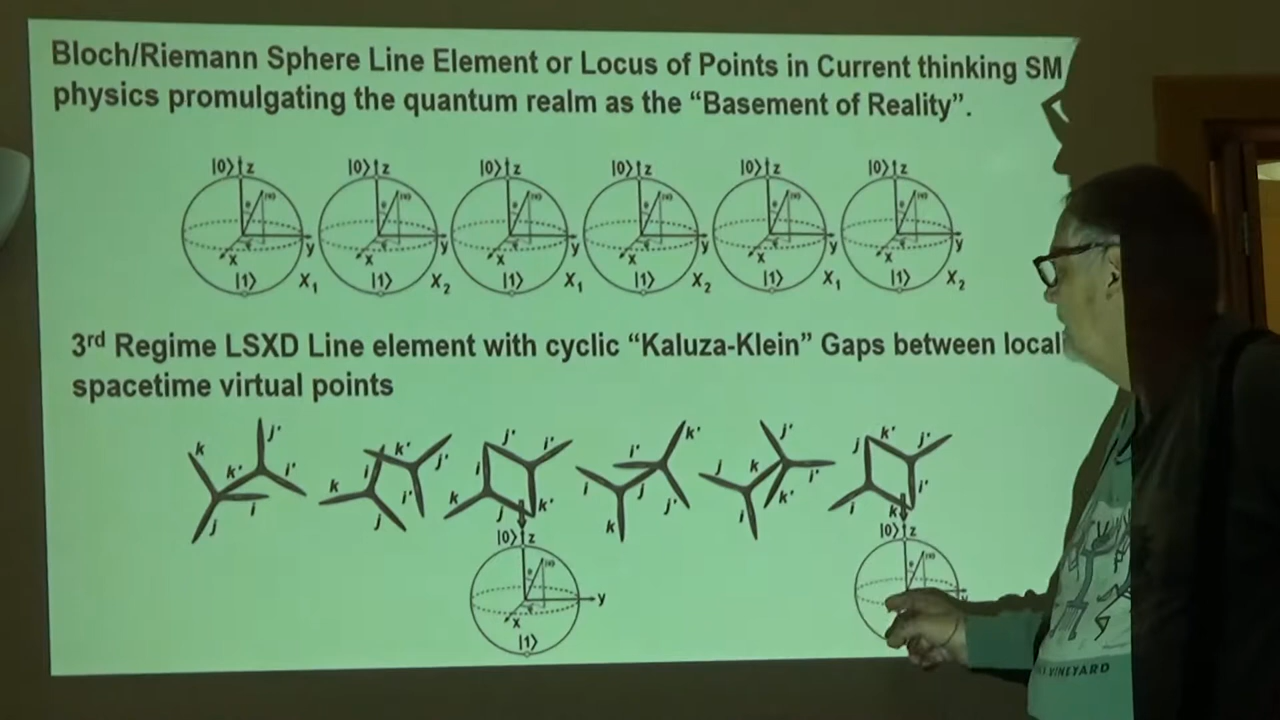 Bloch/Riemann Sphere Line Element or Locus of Points in Current thinking SM
physics promulgating the quantum realm as the “Basement of Reality”.
|0⟩ z |0⟩ z |0⟩ z |0⟩ z |0⟩ z |0⟩ z
y y y y y y
x x x x x x
|1⟩ X₁ |1⟩ X₂ |1⟩ X₁ |1⟩ X₂ |1⟩ X₁ |1⟩ X₂
3rd Regime LSXD Line element with cyclic “Kaluza-Klein” Gaps between local
spacetime virtual points
k j' k' i' i j
k' j' i i' k j
j' i' i k k' j
k' i' i j j' k
j' j k i' k' i
k' j' j i' i k
|0⟩ z |0⟩ z
y
x
|1⟩
VINEYARD